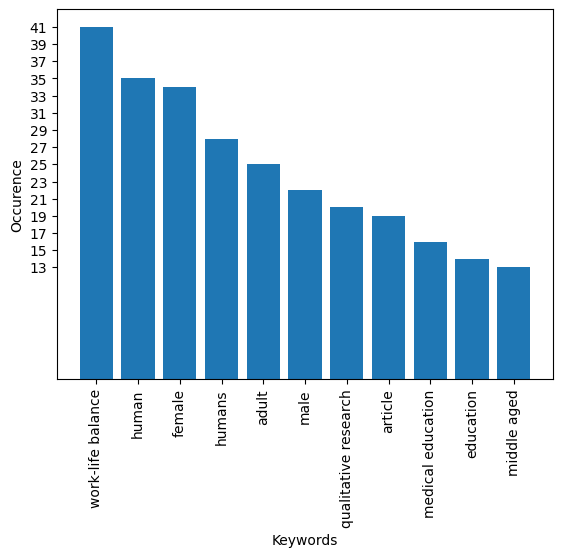 41
39
37
35
33
31
29
27
25
23
21
19
17
15
13
Occurence
work-life balance
human
female
humans
adult
male
qualitative research
article
medical education
education
middle aged
Keywords